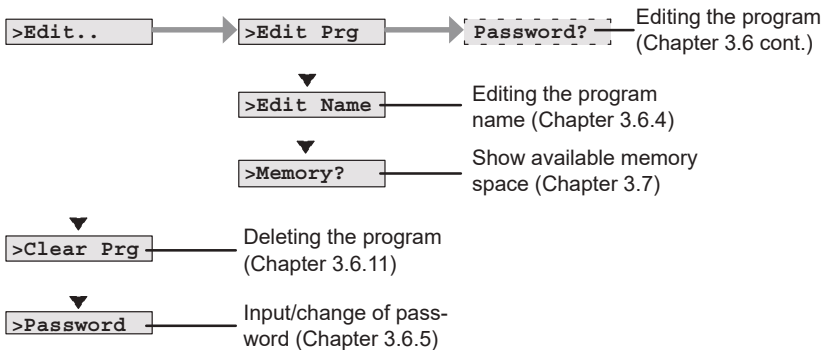 >Edit..
>Edit Prg
Password?
Editing the program
(Chapter 3.6 cont.)
>Edit Name
Editing the program
name (Chapter 3.6.4)
>Memory?
Show available memory
space (Chapter 3.7)
>Clear Prg
Deleting the program
(Chapter 3.6.11)
>Password
Input/change of pass-
word (Chapter 3.6.5)